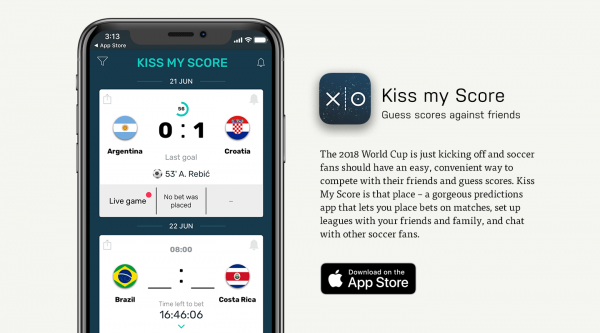 3:13
App Store
KISS MY SCORE
21 JUN
56
0 : 1
Argentina
Croatia
Last goal
53' A. Rebić
Live game
No bet was
placed
–
22 JUN
08:00
__ : __
Brazil
Costa Rica
Time left to bet
16:46:06
X|O
Kiss my Score
Guess scores against friends
The 2018 World Cup is just kicking off and soccer
fans should have an easy, convenient way to
compete with their friends and guess scores. Kiss
My Score is that place – a gorgeous predictions
app that lets you place bets on matches, set up
leagues with your friends and family, and chat
with other soccer fans.
Download on the
App Store